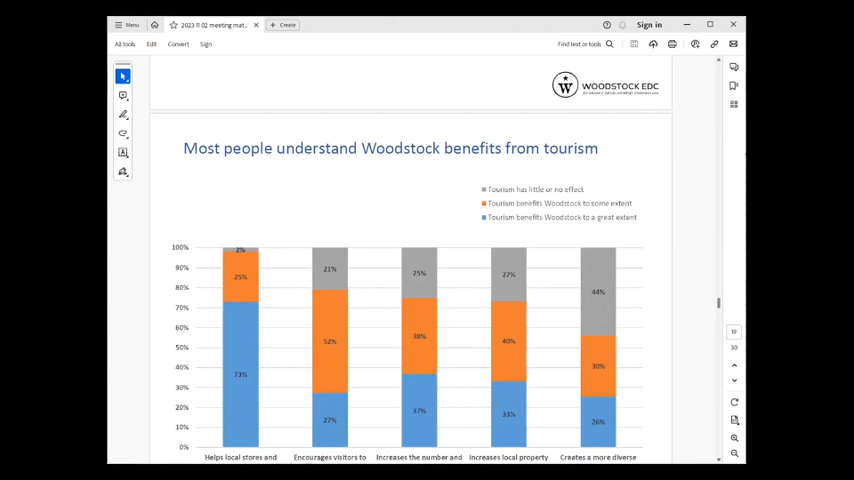 Menu
2023 11 02 meeting mat...
Create
Sign in
All tools
Edit
Convert
Sign
Find text or tools
W
WOODSTOCK EDC
ECONOMIC DEVELOPMENT COMMISSION
Most people understand Woodstock benefits from tourism
Tourism has little or no effect
Tourism benefits Woodstock to some extent
Tourism benefits Woodstock to a great extent
100%
90%
80%
70%
60%
50%
40%
30%
20%
10%
0%
2%
25%
73%
21%
52%
27%
25%
38%
37%
27%
40%
33%
44%
30%
26%
Helps local stores and
Encourages visitors to
Increases the number and
Increases local property
Creates a more diverse
19
30